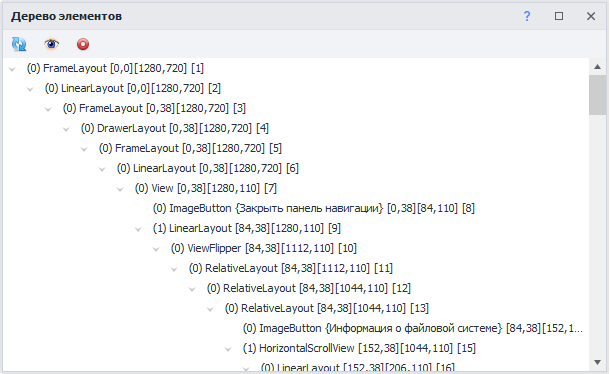 Дерево элементов
(0) FrameLayout [0,0][1280,720] [1]
(0) LinearLayout [0,0][1280,720] [2]
(0) FrameLayout [0,38][1280,720] [3]
(0) DrawerLayout [0,38][1280,720] [4]
(0) FrameLayout [0,38][1280,720] [5]
(0) LinearLayout [0,38][1280,720] [6]
(0) View [0,38][1280,110] [7]
(0) ImageButton {Закрыть панель навигации} [0,38][84,110] [8]
(1) LinearLayout [84,38][1280,110] [9]
(0) ViewFlipper [84,38][1112,110] [10]
(0) RelativeLayout [84,38][1112,110] [11]
(0) RelativeLayout [84,38][1044,110] [12]
(0) RelativeLayout [84,38][1044,110] [13]
(0) ImageButton {Информация о файловой системе} [84,38][152,1...
(1) HorizontalScrollView [152,38][1044,110] [15]
(0) LinearLayout [152,38][206,110] [16]